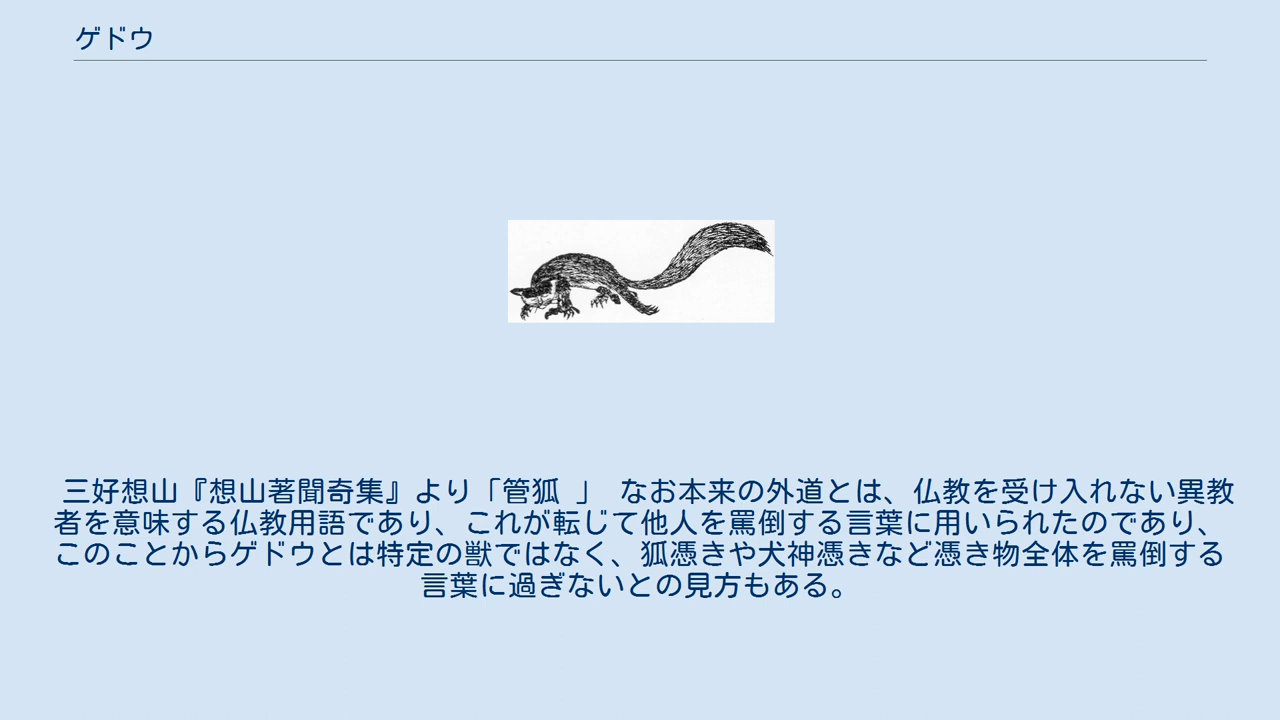 ゲドウ
三好想山『想山著聞奇集』より「管狐 」 なお本来の外道とは、仏教を受け入れない異教
者を意味する仏教用語であり、これが転じて他人を罵倒する言葉に用いられたのであり、
このことからゲドウとは特定の獣ではなく、狐憑きや犬神憑きなど憑き物全体を罵倒する
言葉に過ぎないとの見方もある。